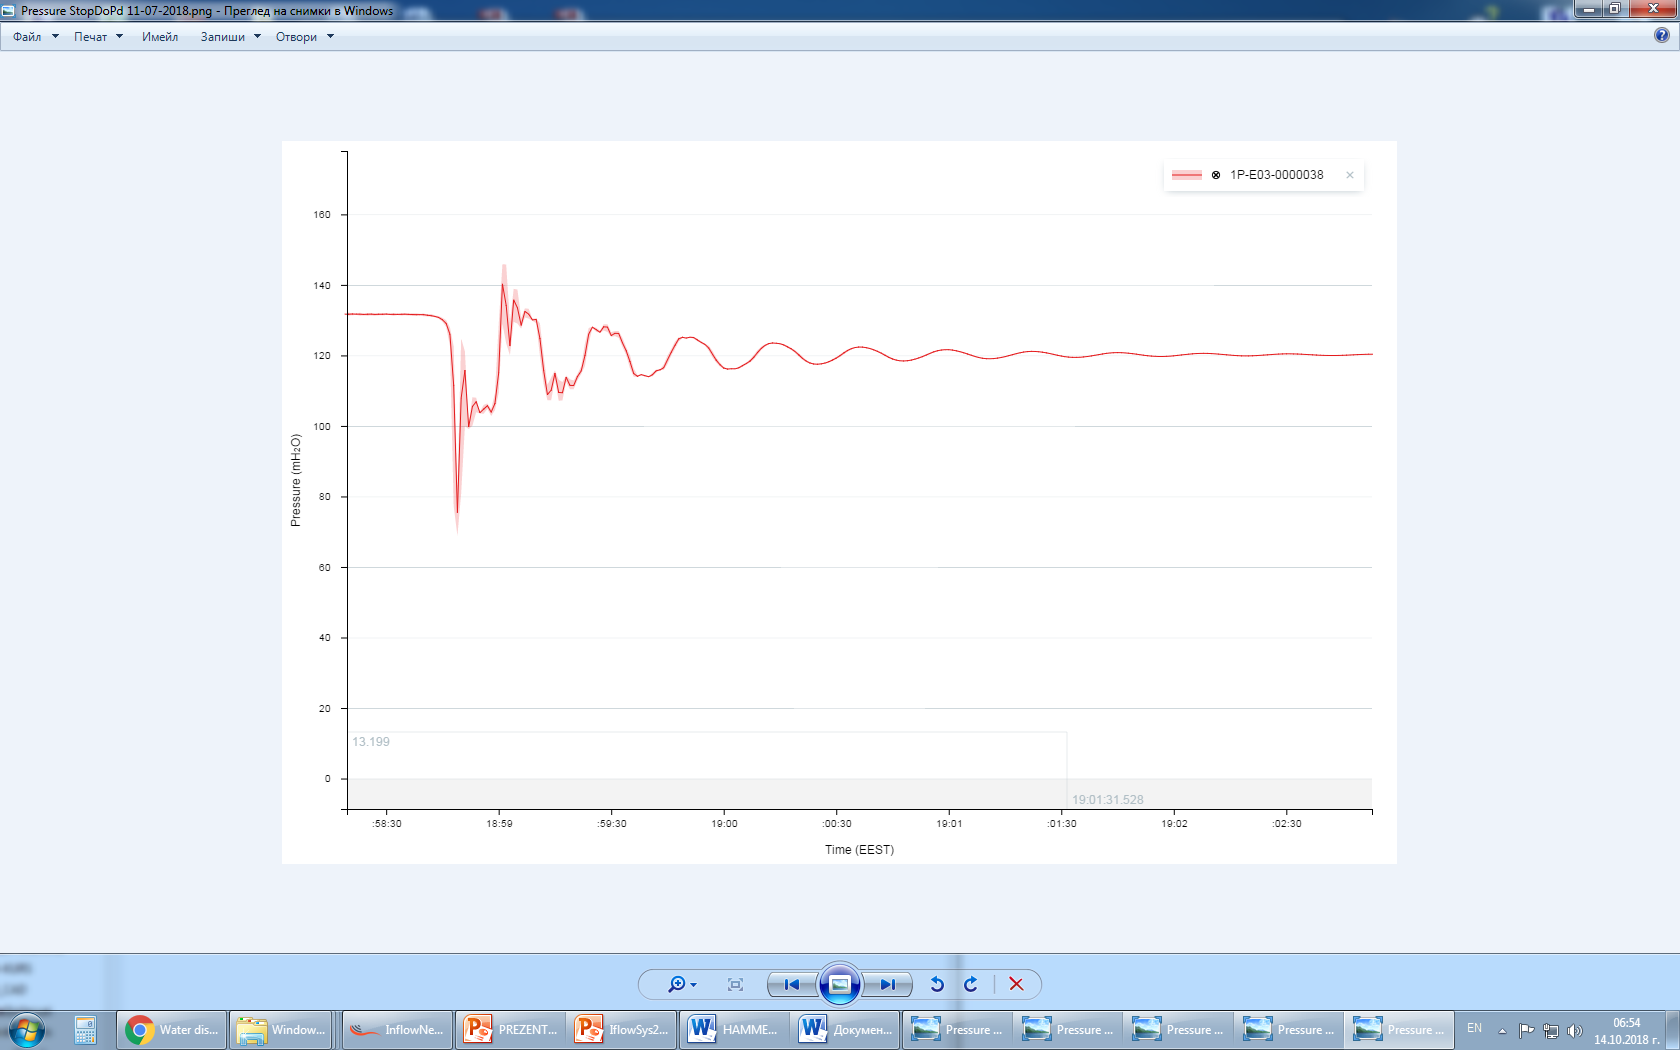 Pressure StopDoPd 11-07-2018.png - Преглед на снимки в Windows
Файл Печат Имейл Запиши Отвори
1P-E03-0000038 ×
160
140
120
100
80
60
40
20
0
Pressure (mH₂O)
13.199
19:01:31.528
:58:30 18:59 :59:30 19:00 :00:30 19:01 :01:30 19:02 :02:30
Time (EEST)
Water dis... Window... InflowNe... PREZENT... IflowSys2... HAMME... Докумен... Pressure ... Pressure ... Pressure ... Pressure ... Pressure ... EN 06:54
14.10.2018 г.